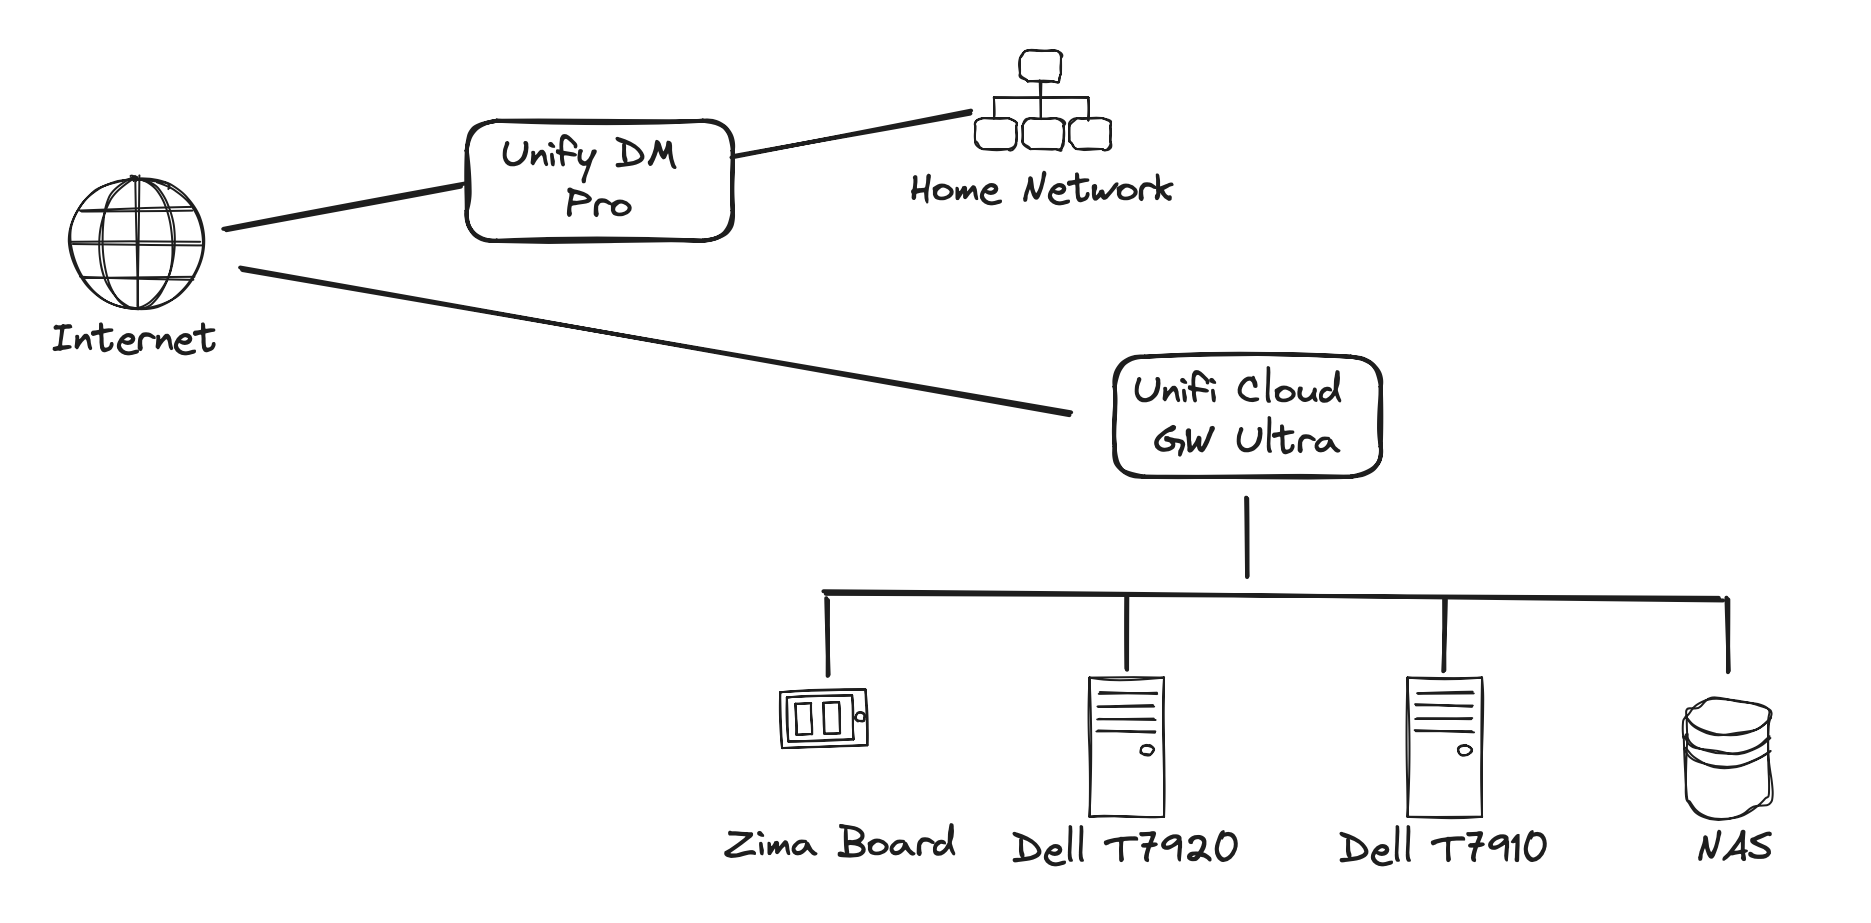 Unify DM
Pro
Home Network
Internet
Unifi Cloud
GW Ultra
Zima Board
Dell T7920
Dell T7910
NAS